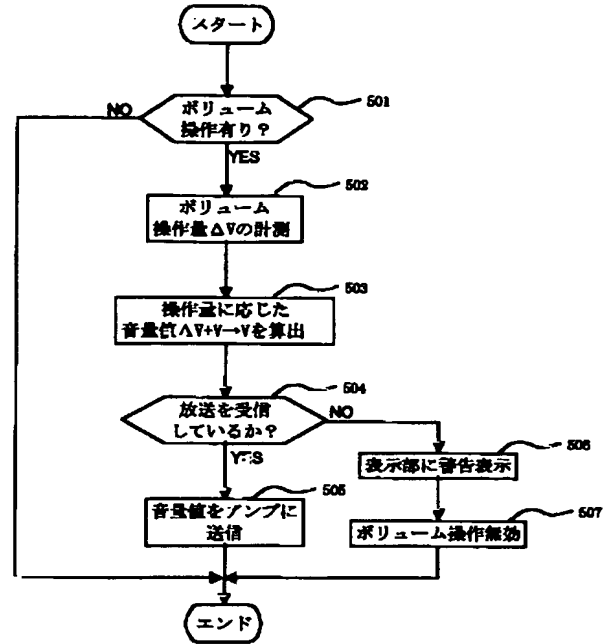 スタート
ボリューム
操作有り？
501
NO
YES
502
ボリューム
操作量ΔVの計測
503
操作量に応じた
音量値ΔV+V→Vを算出
504
放送を受信
しているか？
NO
YES
505
音量値をアンプに
送信
506
表示部に警告表示
507
ボリューム操作無効
エンド